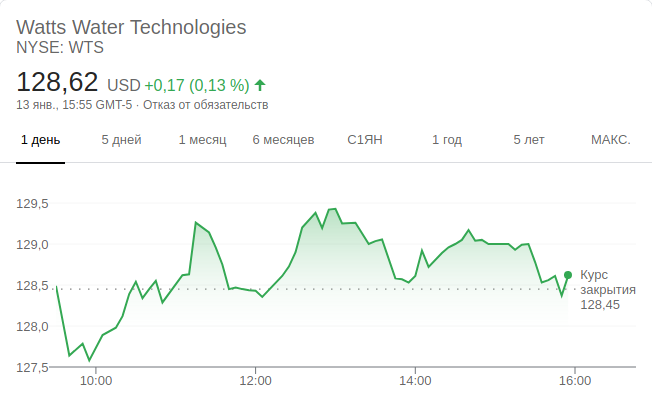 Watts Water Technologies
NYSE: WTS
128,62 USD +0,17 (0,13 %)
13 янв., 15:55 GMT-5 · Отказ от обязательств
1 день 5 дней 1 месяц 6 месяцев С1ЯН 1 год 5 лет МАКС.
129,5
129,0
128,5
128,0
127,5
Курс
закрытия
128,45
10:00 12:00 14:00 16:00